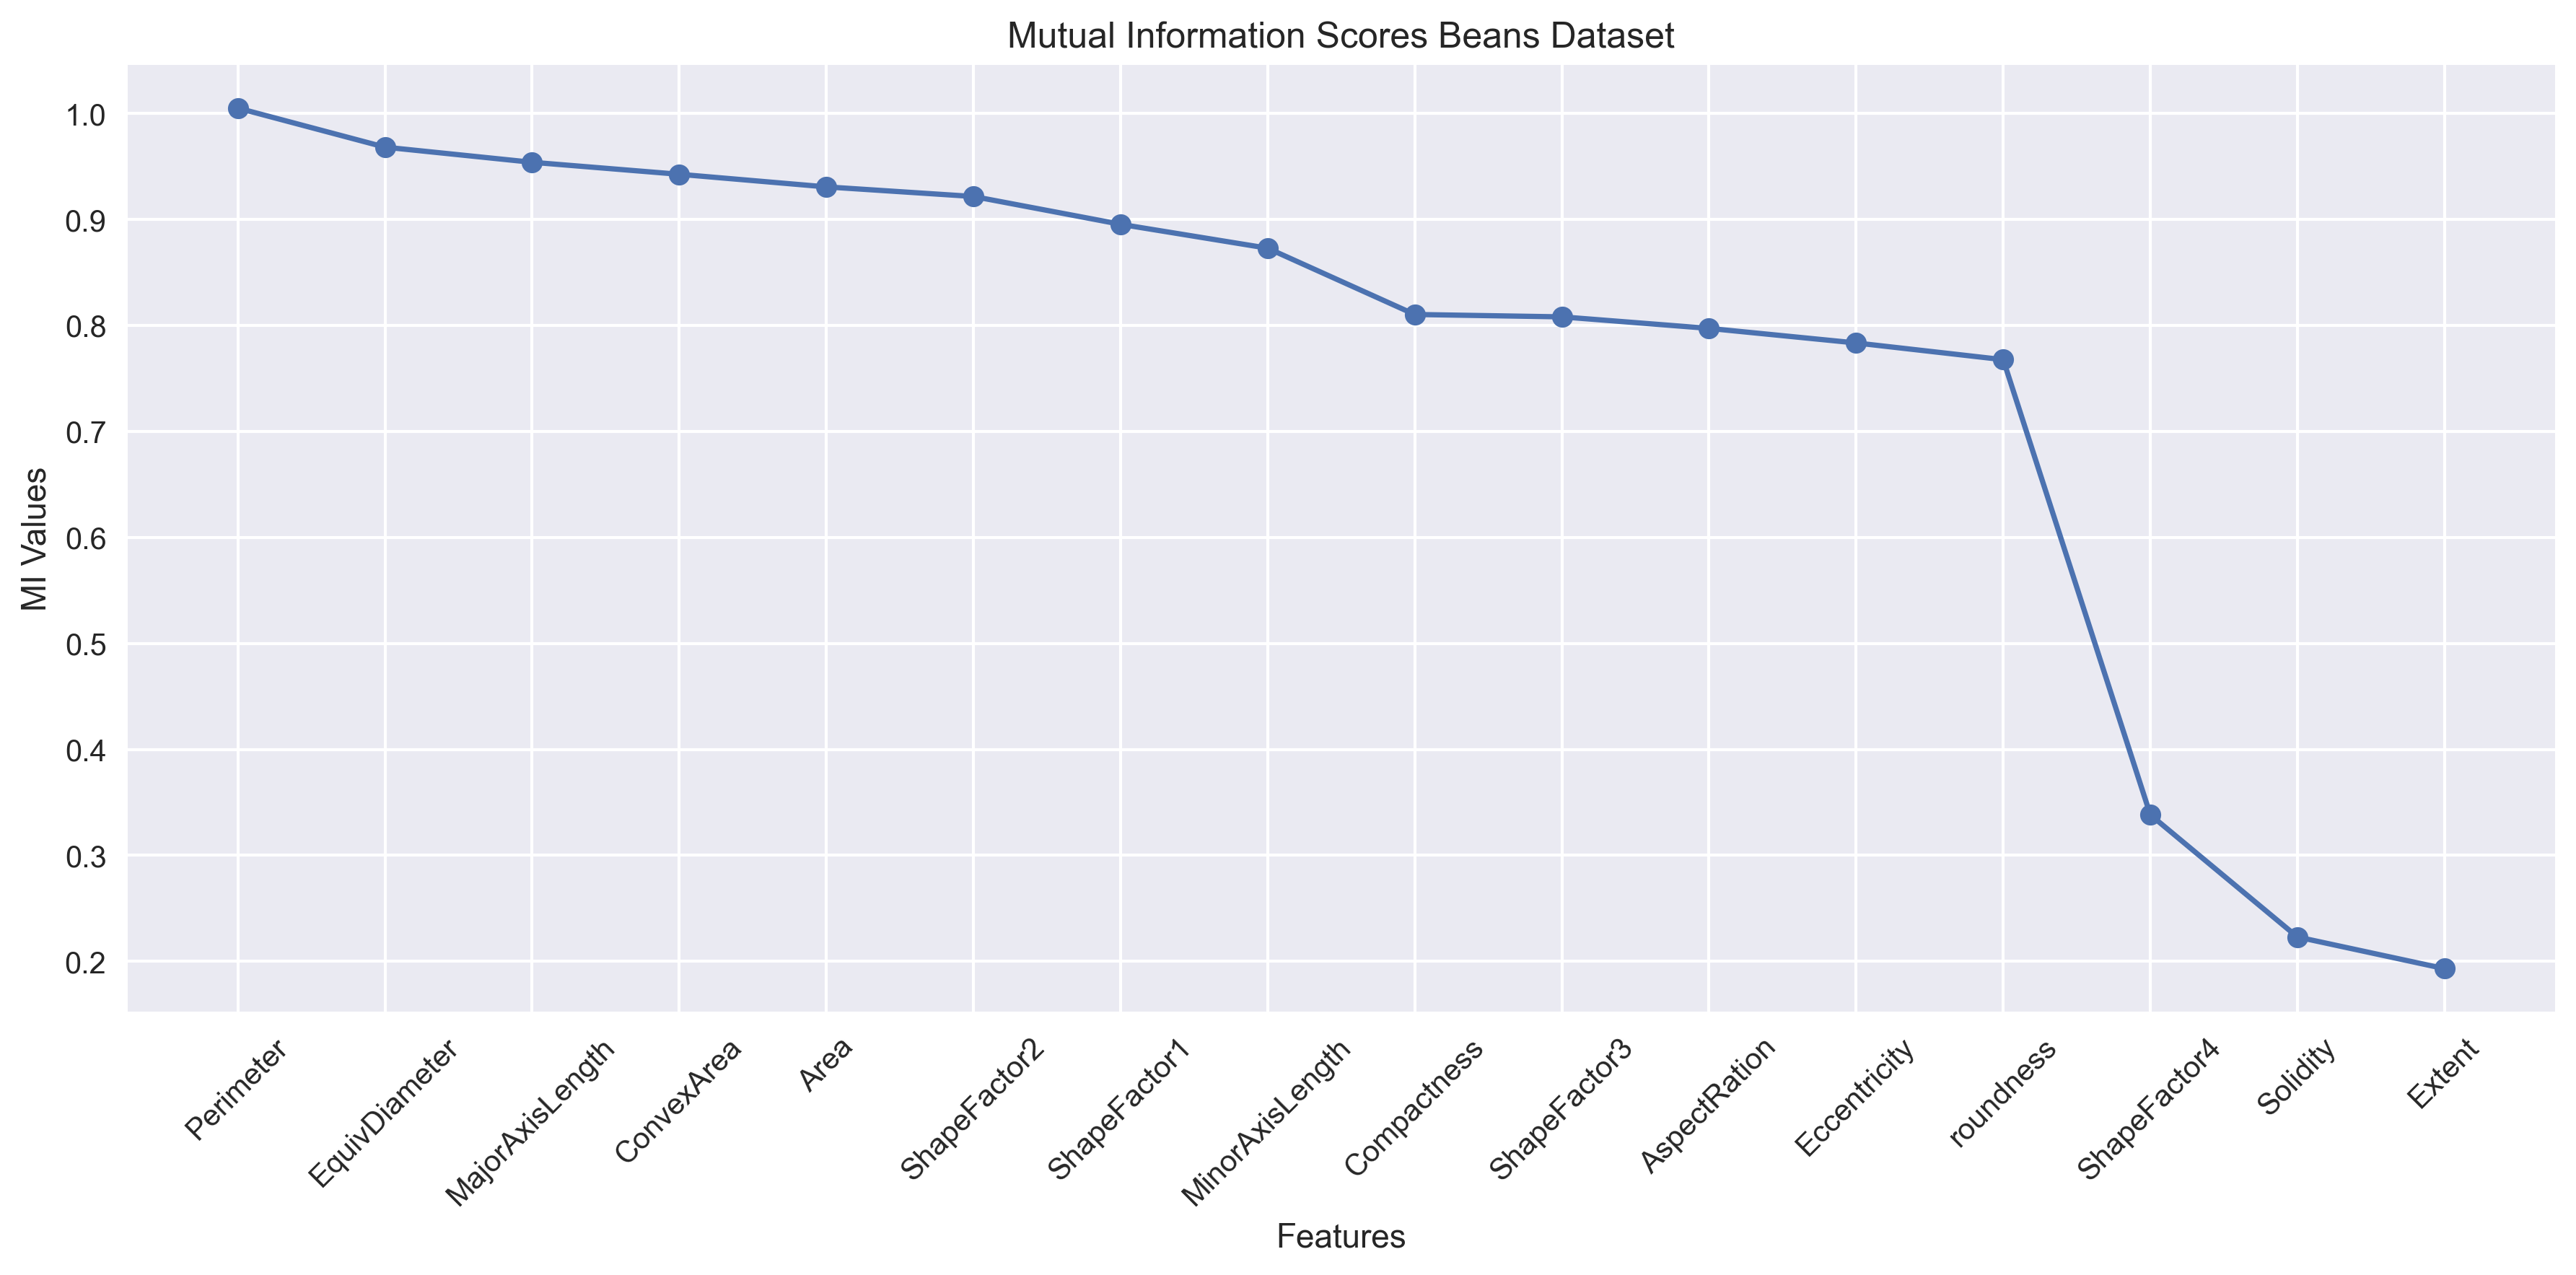 Mutual Information Scores Beans Dataset
MI Values
1.0
0.9
0.8
0.7
0.6
0.5
0.4
0.3
0.2
Perimeter
EquivDiameter
MajorAxisLength
ConvexArea
Area
ShapeFactor2
ShapeFactor1
MinorAxisLength
Compactness
ShapeFactor3
AspectRation
Eccentricity
roundness
ShapeFactor4
Solidity
Extent
Features